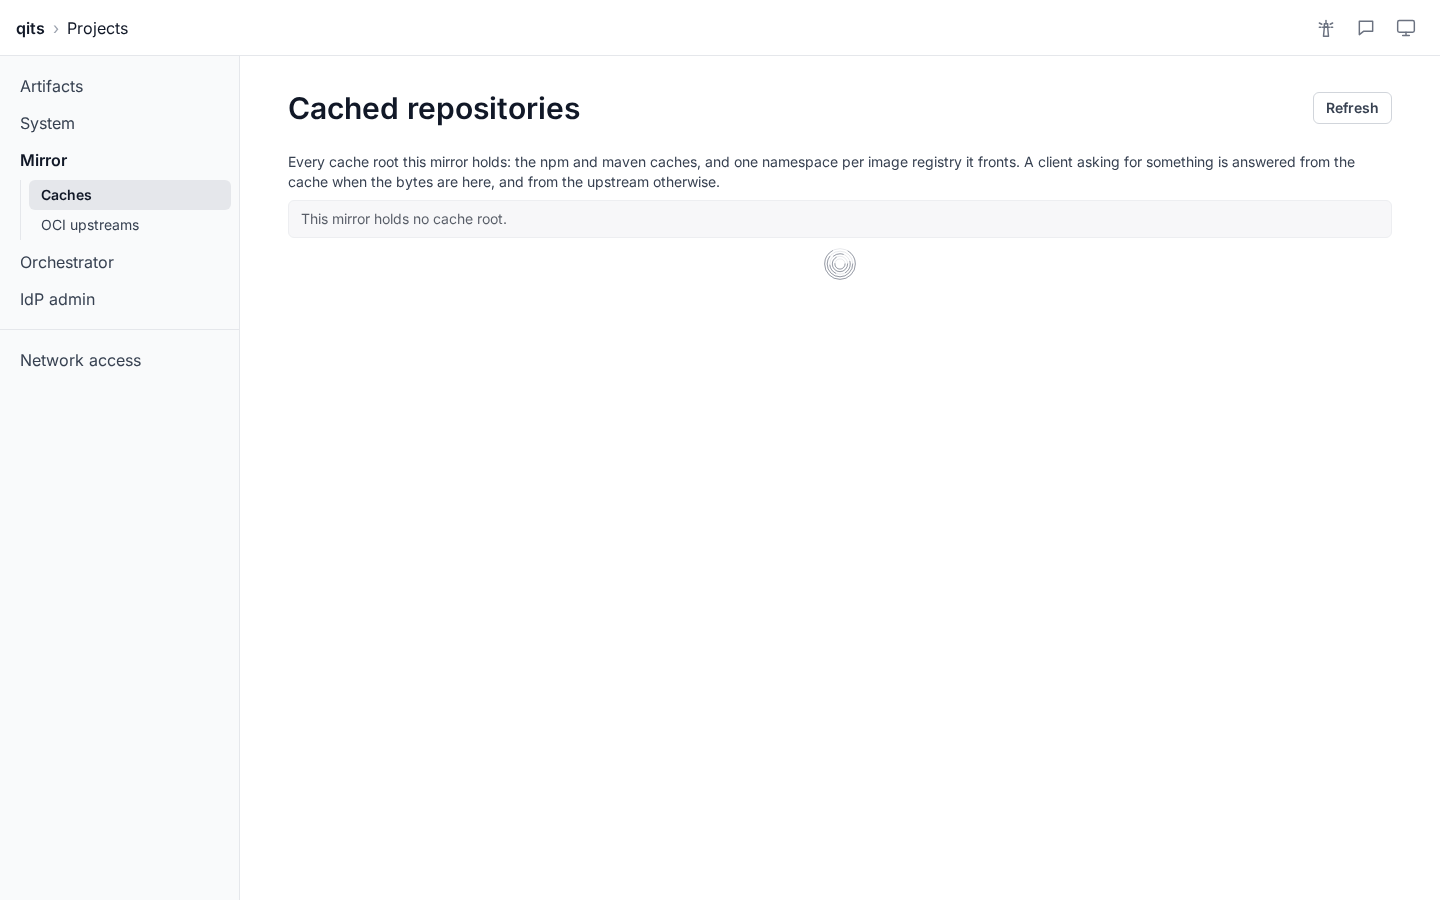 qits › Projects
Artifacts
System
Mirror
Caches
OCI upstreams
Orchestrator
IdP admin
Network access
Cached repositories
Refresh
Every cache root this mirror holds: the npm and maven caches, and one namespace per image registry it fronts. A client asking for something is answered from the
cache when the bytes are here, and from the upstream otherwise.
This mirror holds no cache root.